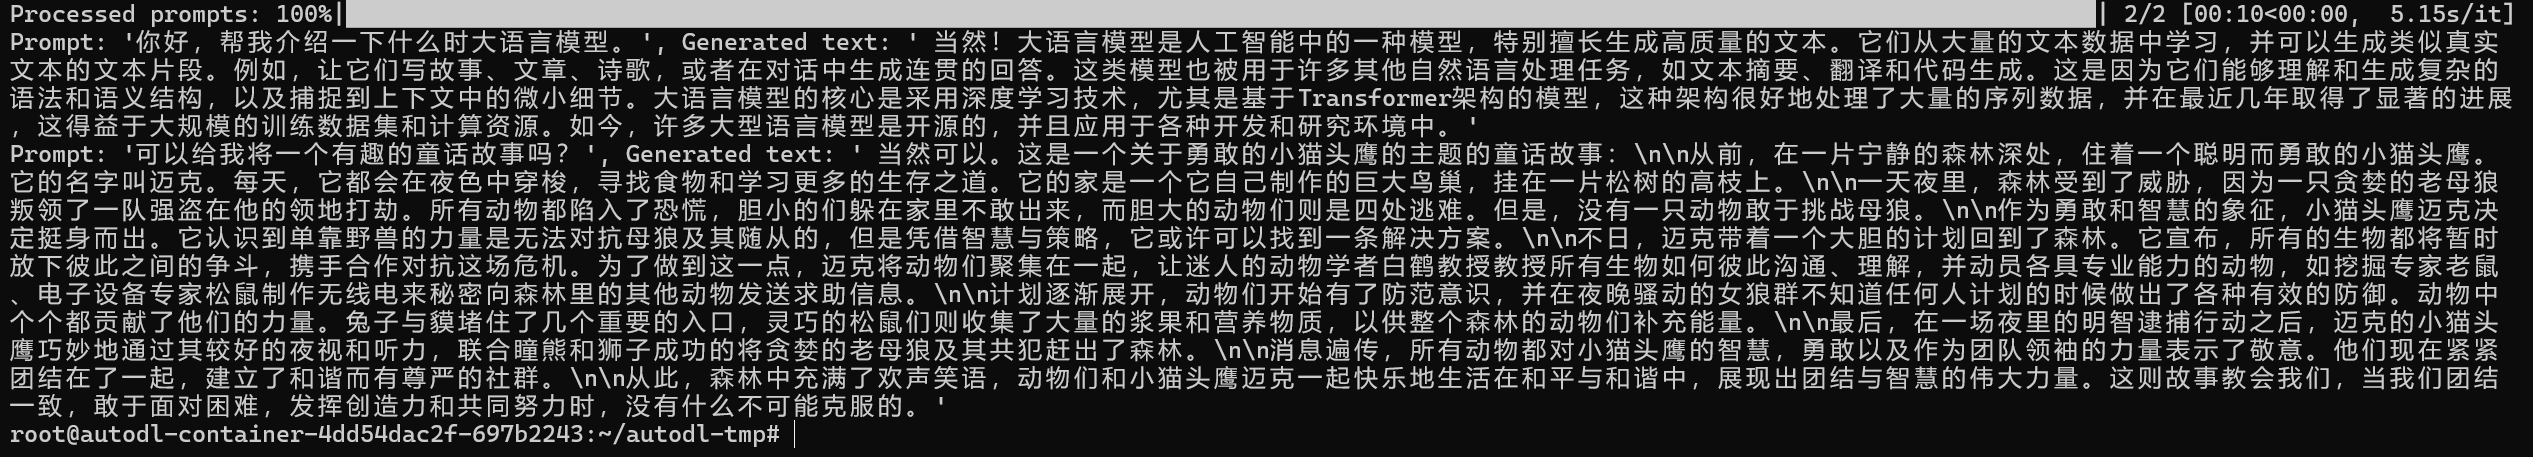 Processed prompts: 100%|| 2/2 [00:10<00:00,  5.15s/it]
Prompt: '你好，帮我介绍一下什么时大语言模型。', Generated text: ' 当然！大语言模型是人工智能中的一种模型，特别擅长生成高质量的文本。它们从大量的文本数据中学习，并可以生成类似真实
文本的文本片段。例如，让它们写故事、文章、诗歌，或者在对话中生成连贯的回答。这类模型也被用于许多其他自然语言处理任务，如文本摘要、翻译和代码生成。这是因为它们能够理解和生成复杂的
语法和语义结构，以及捕捉到上下文中的微小细节。大语言模型的核心是采用深度学习技术，尤其是基于Transformer架构的模型，这种架构很好地处理了大量的序列数据，并在最近几年取得了显著的进展
，这得益于大规模的训练数据集和计算资源。如今，许多大型语言模型是开源的，并且应用于各种开发和研究环境中。'
Prompt: '可以给我将一个有趣的童话故事吗？', Generated text: ' 当然可以。这是一个关于勇敢的小猫头鹰的主题的童话故事：\n\n从前，在一片宁静的森林深处，住着一个聪明而勇敢的小猫头鹰。
它的名字叫迈克。每天，它都会在夜色中穿梭，寻找食物和学习更多的生存之道。它的家是一个它自己制作的巨大鸟巢，挂在一片松树的高枝上。\n\n一天夜里，森林受到了威胁，因为一只贪婪的老母狼
叛领了一队强盗在他的领地打劫。所有动物都陷入了恐慌，胆小的们躲在家里不敢出来，而胆大的动物们则是四处逃难。但是，没有一只动物敢于挑战母狼。\n\n作为勇敢和智慧的象征，小猫头鹰迈克决
定挺身而出。它认识到单靠野兽的力量是无法对抗母狼及其随从的，但是凭借智慧与策略，它或许可以找到一条解决方案。\n\n不日，迈克带着一个大胆的计划回到了森林。它宣布，所有的生物都将暂时
放下彼此之间的争斗，携手合作对抗这场危机。为了做到这一点，迈克将动物们聚集在一起，让迷人的动物学者白鹤教授教授所有生物如何彼此沟通、理解，并动员各具专业能力的动物，如挖掘专家老鼠
、电子设备专家松鼠制作无线电来秘密向森林里的其他动物发送求助信息。\n\n计划逐渐展开，动物们开始有了防范意识，并在夜晚骚动的女狼群不知道任何人计划的时候做出了各种有效的防御。动物中
个个都贡献了他们的力量。兔子与貘堵住了几个重要的入口，灵巧的松鼠们则收集了大量的浆果和营养物质，以供整个森林的动物们补充能量。\n\n最后，在一场夜里的明智逮捕行动之后，迈克的小猫头
鹰巧妙地通过其较好的夜视和听力，联合瞳熊和狮子成功的将贪婪的老母狼及其共犯赶出了森林。\n\n消息遍传，所有动物都对小猫头鹰的智慧，勇敢以及作为团队领袖的力量表示了敬意。他们现在紧紧
团结在了一起，建立了和谐而有尊严的社群。\n\n从此，森林中充满了欢声笑语，动物们和小猫头鹰迈克一起快乐地生活在和平与和谐中，展现出团结与智慧的伟大力量。这则故事教会我们，当我们团结
一致，敢于面对困难，发挥创造力和共同努力时，没有什么不可能克服的。'
root@autodl-container-4dd54dac2f-697b2243:~/autodl-tmp#